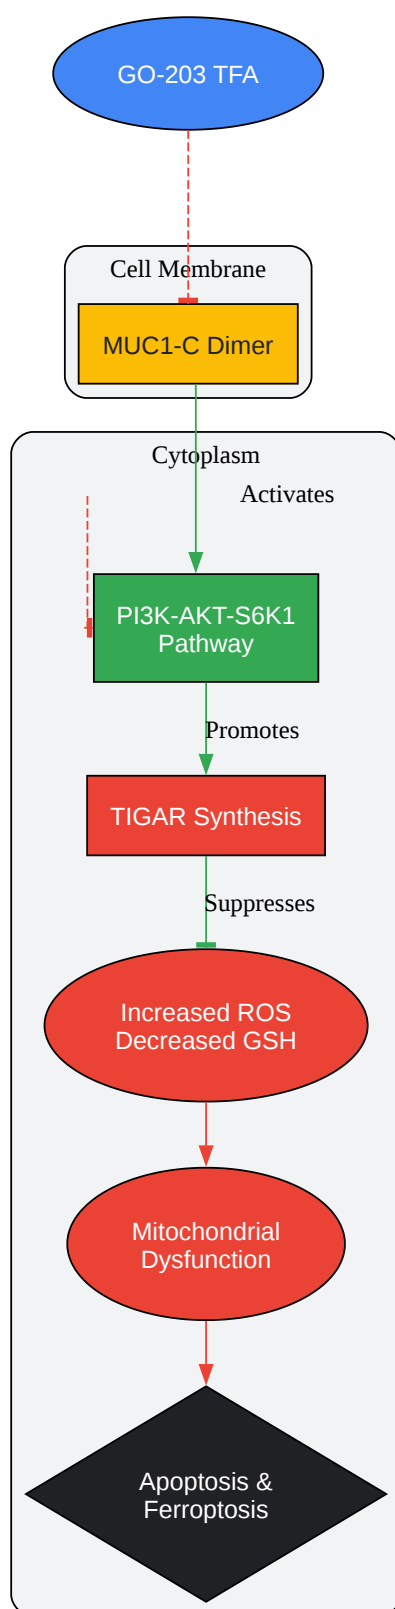 GO-203 TFA
Cell Membrane
MUC1-C Dimer
Cytoplasm
Activates
PI3K-AKT-S6K1
Pathway
Promotes
TIGAR Synthesis
Suppresses
Increased ROS
Decreased GSH
Mitochondrial
Dysfunction
Apoptosis &
Ferroptosis